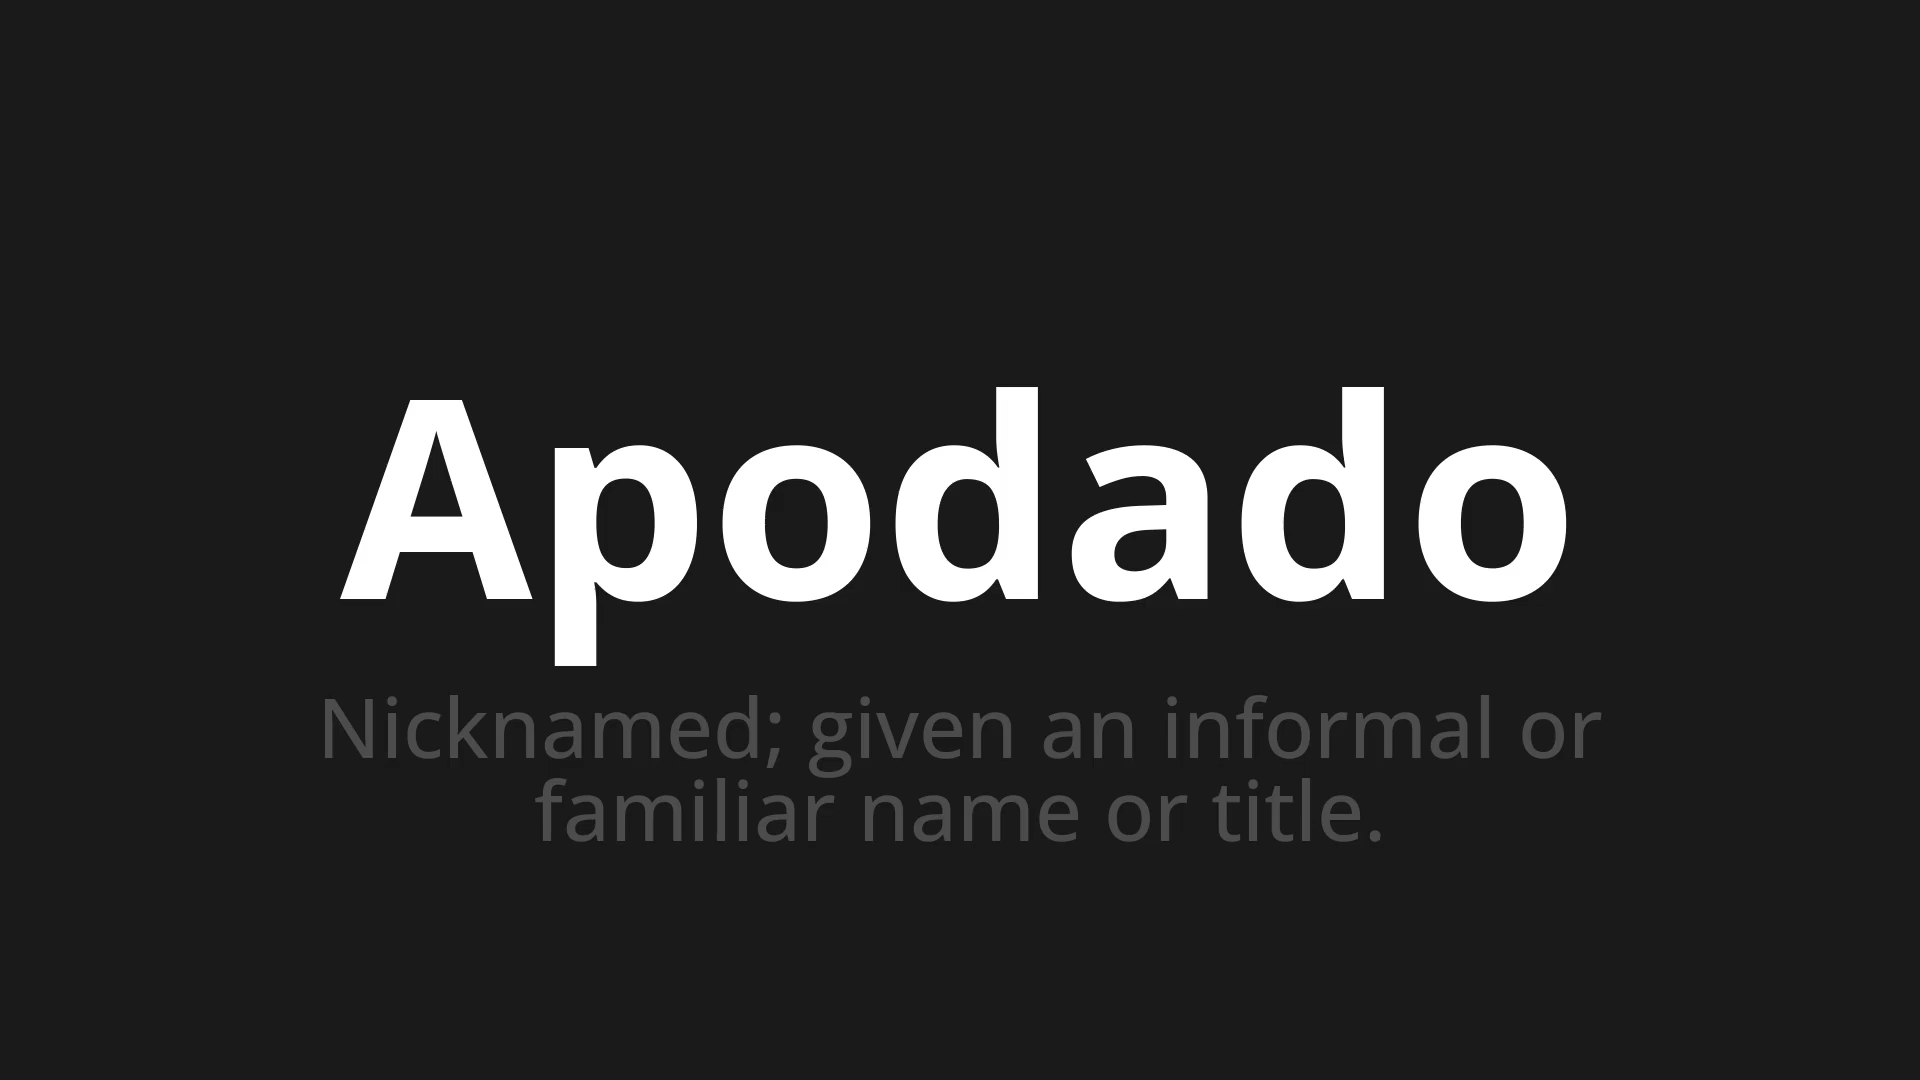 Apodado
Nicknamed; given an informal or
familiar name or title.